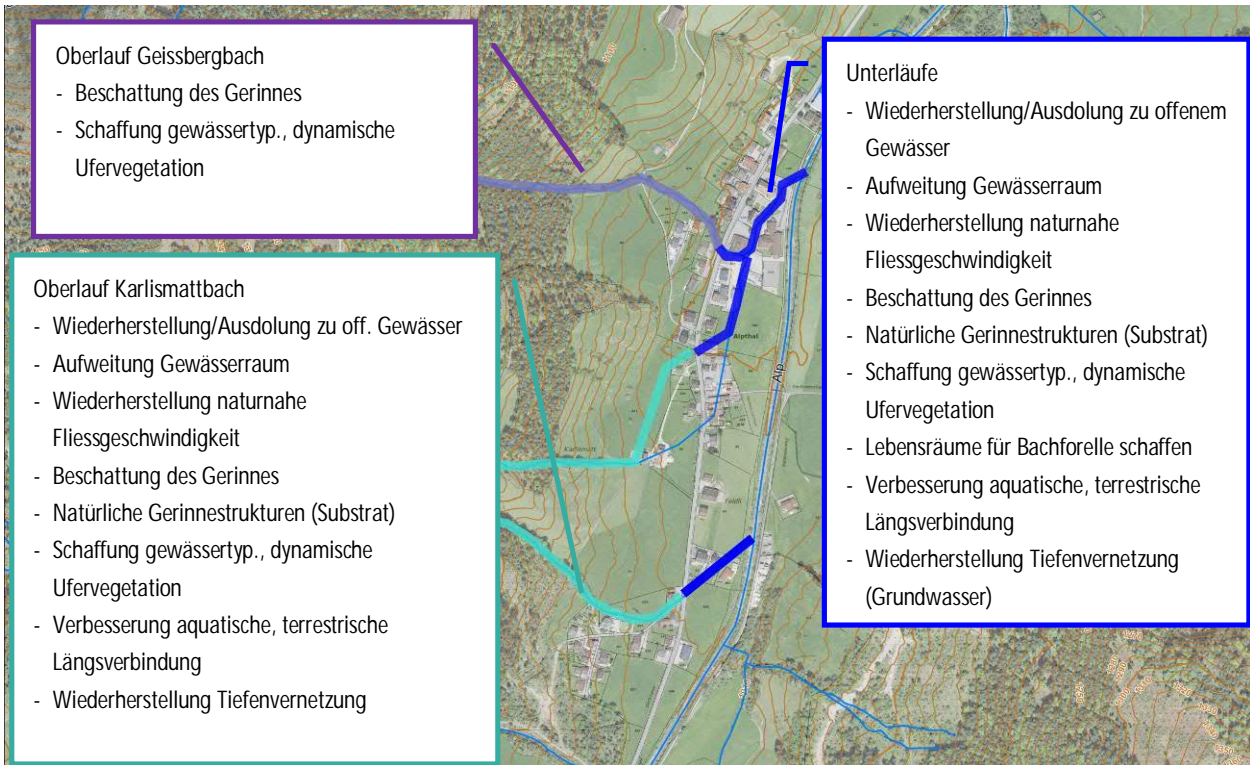 Oberlauf Geissbergbach
- Beschattung des Gerinnes
- Schaffung gewässertyp., dynamische
Ufervegetation
Oberlauf Karlismattbach
- Wiederherstellung/Ausdolung zu off. Gewässer
- Aufweitung Gewässerraum
- Wiederherstellung naturnahe
Fliessgeschwindigkeit
- Beschattung des Gerinnes
- Natürliche Gerinnestrukturen (Substrat)
- Schaffung gewässertyp., dynamische
Ufervegetation
- Verbesserung aquatische, terrestrische
Längsverbindung
- Wiederherstellung Tiefenvernetzung
Unterläufe
- Wiederherstellung/Ausdolung zu offenem
Gewässer
- Aufweitung Gewässerraum
- Wiederherstellung naturnahe
Fliessgeschwindigkeit
- Beschattung des Gerinnes
- Natürliche Gerinnestrukturen (Substrat)
- Schaffung gewässertyp., dynamische
Ufervegetation
- Lebensräume für Bachforelle schaffen
- Verbesserung aquatische, terrestrische
Längsverbindung
- Wiederherstellung Tiefenvernetzung
(Grundwasser)
Alpthal
Alp